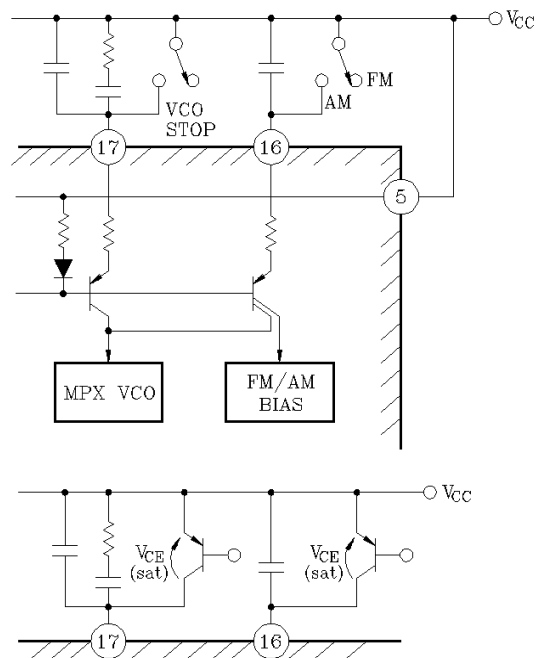 VCC
FM
AM
VCO
STOP
17
16
5
MPX VCO
FM/AM
BIAS
VCC
VCE
(sat)
VCE
(sat)
17
16